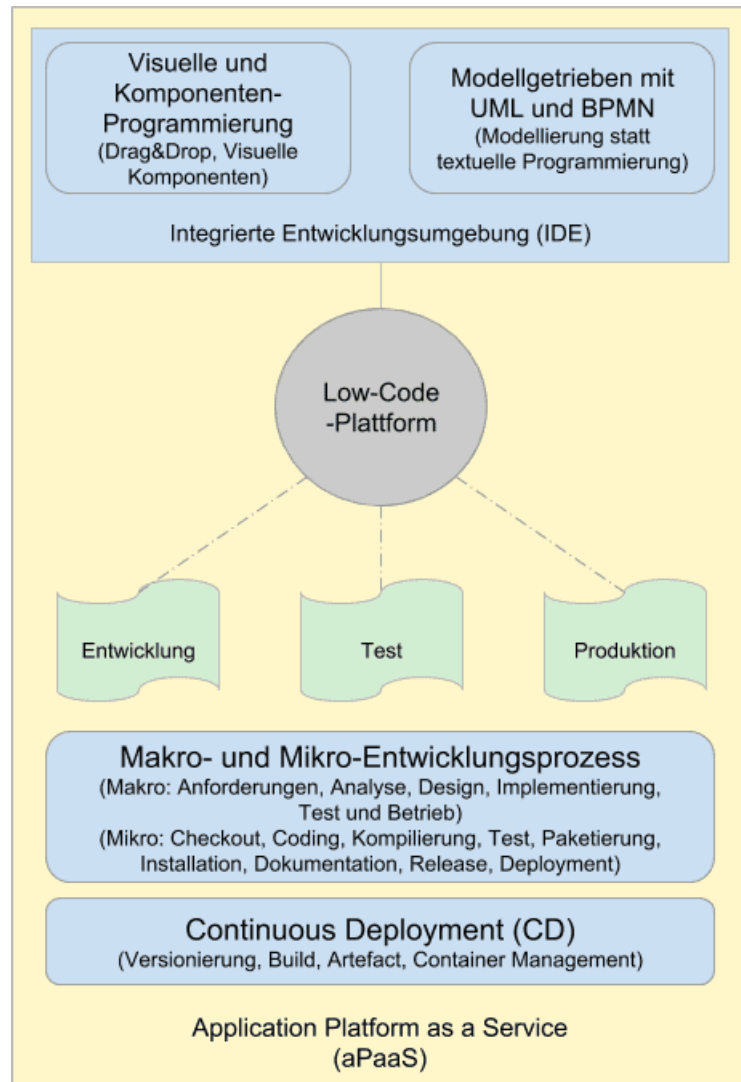 Visuelle und
Komponenten-
Programmierung
(Drag&Drop, Visuelle
Komponenten)
Modellgetrieben mit
UML und BPMN
(Modellierung statt
textuelle Programmierung)
Integrierte Entwicklungsumgebung (IDE)
Low-Code
-Plattform
Entwicklung
Test
Produktion
Makro- und Mikro-Entwicklungsprozess
(Makro: Anforderungen, Analyse, Design, Implementierung,
Test und Betrieb)
(Mikro: Checkout, Coding, Kompilierung, Test, Paketierung,
Installation, Dokumentation, Release, Deployment)
Continuous Deployment (CD)
(Versionierung, Build, Artefact, Container Management)
Application Platform as a Service
(aPaaS)